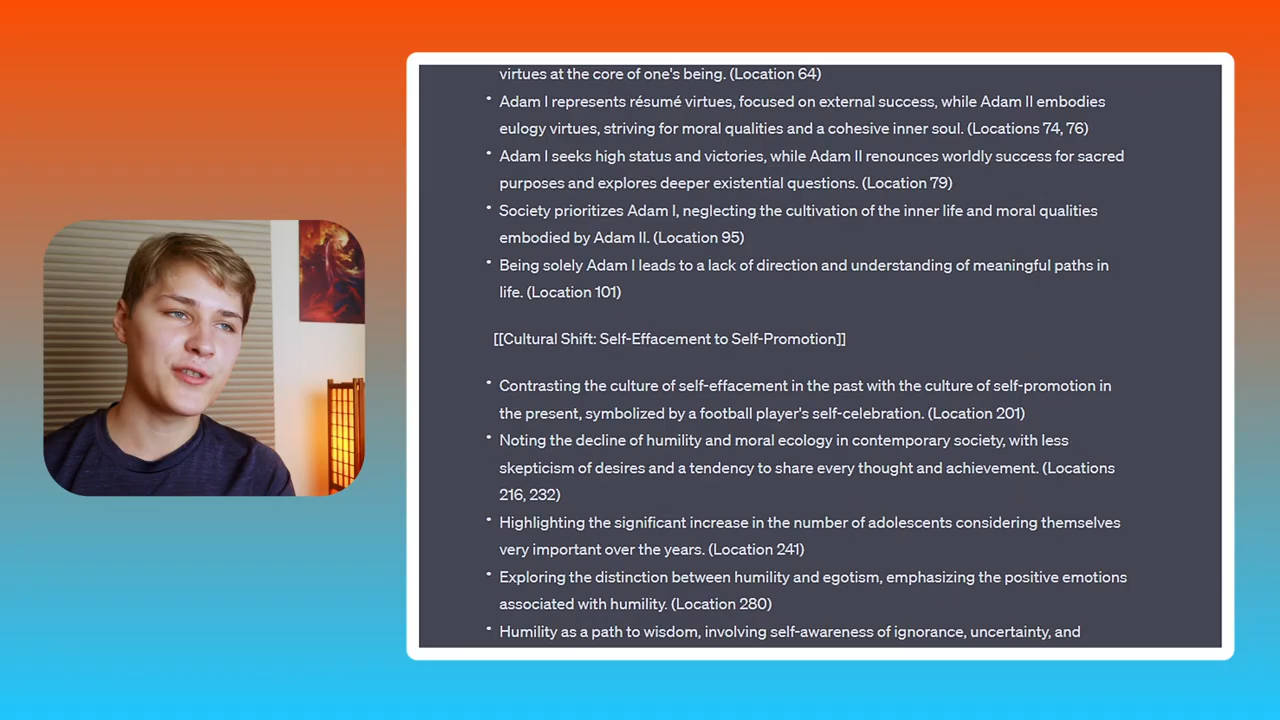 virtues at the core of one's being. (Location 64)
• Adam I represents résumé virtues, focused on external success, while Adam II embodies
eulogy virtues, striving for moral qualities and a cohesive inner soul. (Locations 74, 76)
• Adam I seeks high status and victories, while Adam II renounces worldly success for sacred
purposes and explores deeper existential questions. (Location 79)
• Society prioritizes Adam I, neglecting the cultivation of the inner life and moral qualities
embodied by Adam II. (Location 95)
• Being solely Adam I leads to a lack of direction and understanding of meaningful paths in
life. (Location 101)
[[Cultural Shift: Self-Effacement to Self-Promotion]]
• Contrasting the culture of self-effacement in the past with the culture of self-promotion in
the present, symbolized by a football player's self-celebration. (Location 201)
• Noting the decline of humility and moral ecology in contemporary society, with less
skepticism of desires and a tendency to share every thought and achievement. (Locations
216, 232)
• Highlighting the significant increase in the number of adolescents considering themselves
very important over the years. (Location 241)
• Exploring the distinction between humility and egotism, emphasizing the positive emotions
associated with humility. (Location 280)
• Humility as a path to wisdom, involving self-awareness of ignorance, uncertainty, and